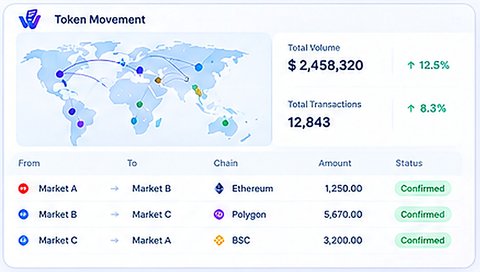 Token Movement
Total Volume
$ 2,458,320 ↑ 12.5%
Total Transactions
12,843 ↑ 8.3%
From To Chain Amount Status
Market A → Market B Ethereum 1,250.00 Confirmed
Market B → Market C Polygon 5,670.00 Confirmed
Market C → Market A BSC 3,200.00 Confirmed